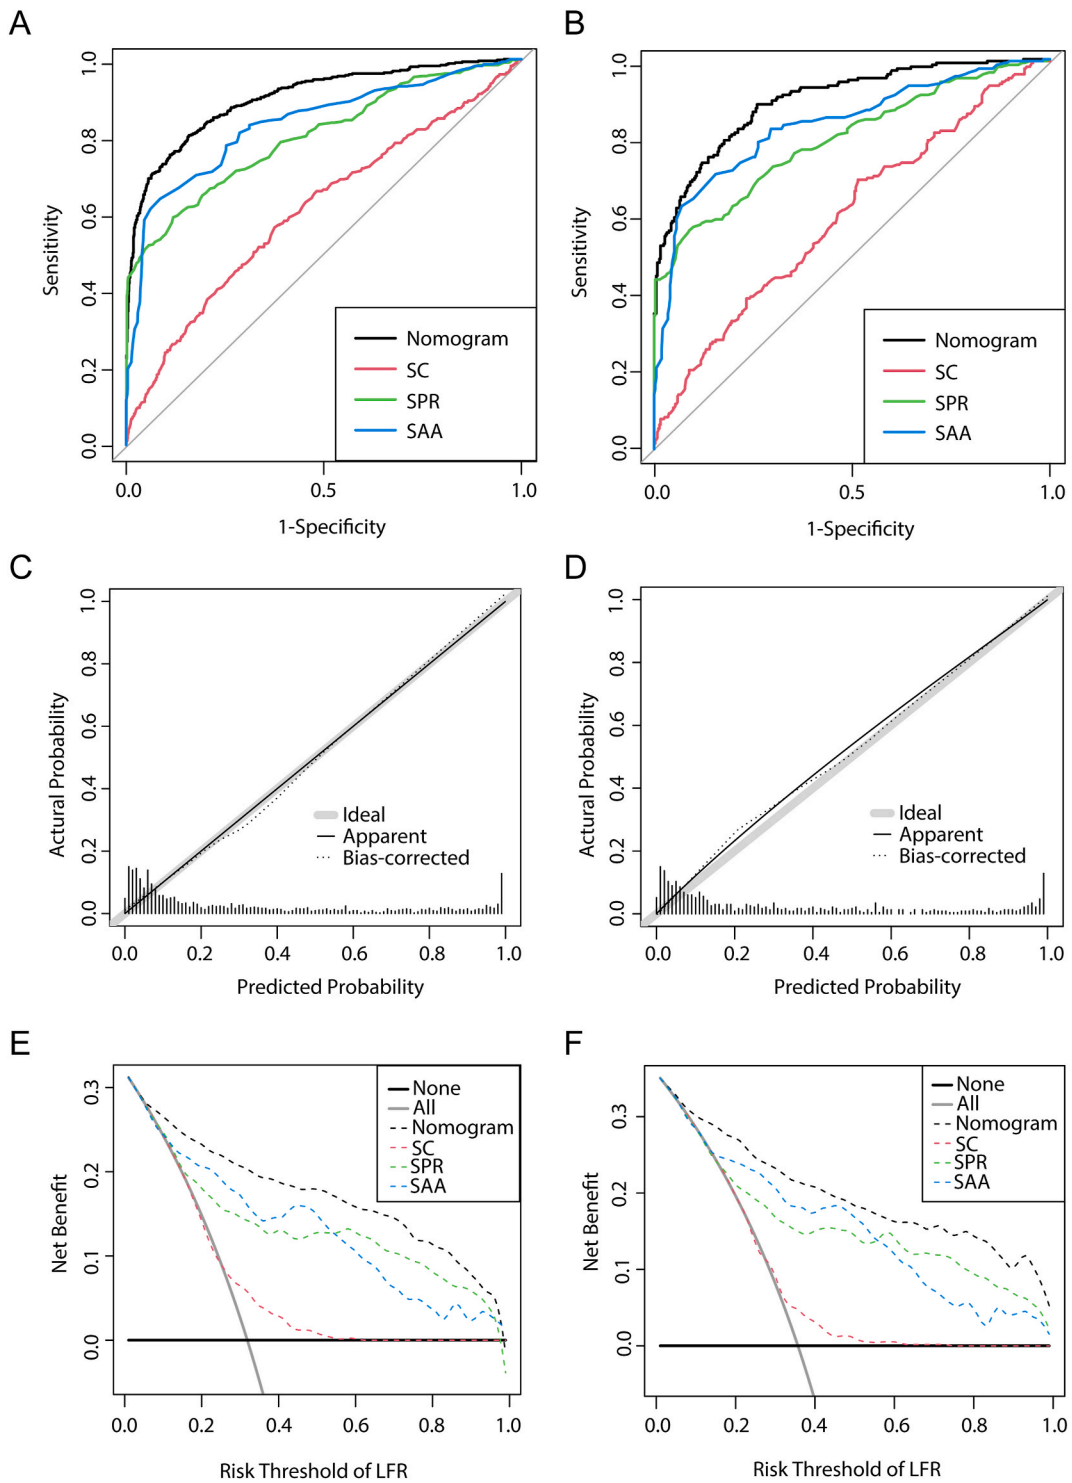 A
1.0
0.8
0.6
0.4
0.2
0.0
Sensitivity
Nomogram
SC
SPR
SAA
0.0 0.5 1.0
1-Specificity
B
1.0
0.8
0.6
0.4
0.2
0.0
Sensitivity
Nomogram
SC
SPR
SAA
0.0 0.5 1.0
1-Specificity
C
1.0
0.8
0.6
0.4
0.2
0.0
Actural Probability
Ideal
Apparent
Bias-corrected
0.0 0.2 0.4 0.6 0.8 1.0
Predicted Probability
D
1.0
0.8
0.6
0.4
0.2
0.0
Actural Probability
Ideal
Apparent
Bias-corrected
0.0 0.2 0.4 0.6 0.8 1.0
Predicted Probability
E
0.3
0.2
0.1
0.0
Net Benefit
None
All
Nomogram
SC
SPR
SAA
0.0 0.2 0.4 0.6 0.8 1.0
Risk Threshold of LFR
F
0.3
0.2
0.1
0.0
Net Benefit
None
All
Nomogram
SC
SPR
SAA
0.0 0.2 0.4 0.6 0.8 1.0
Risk Threshold of LFR